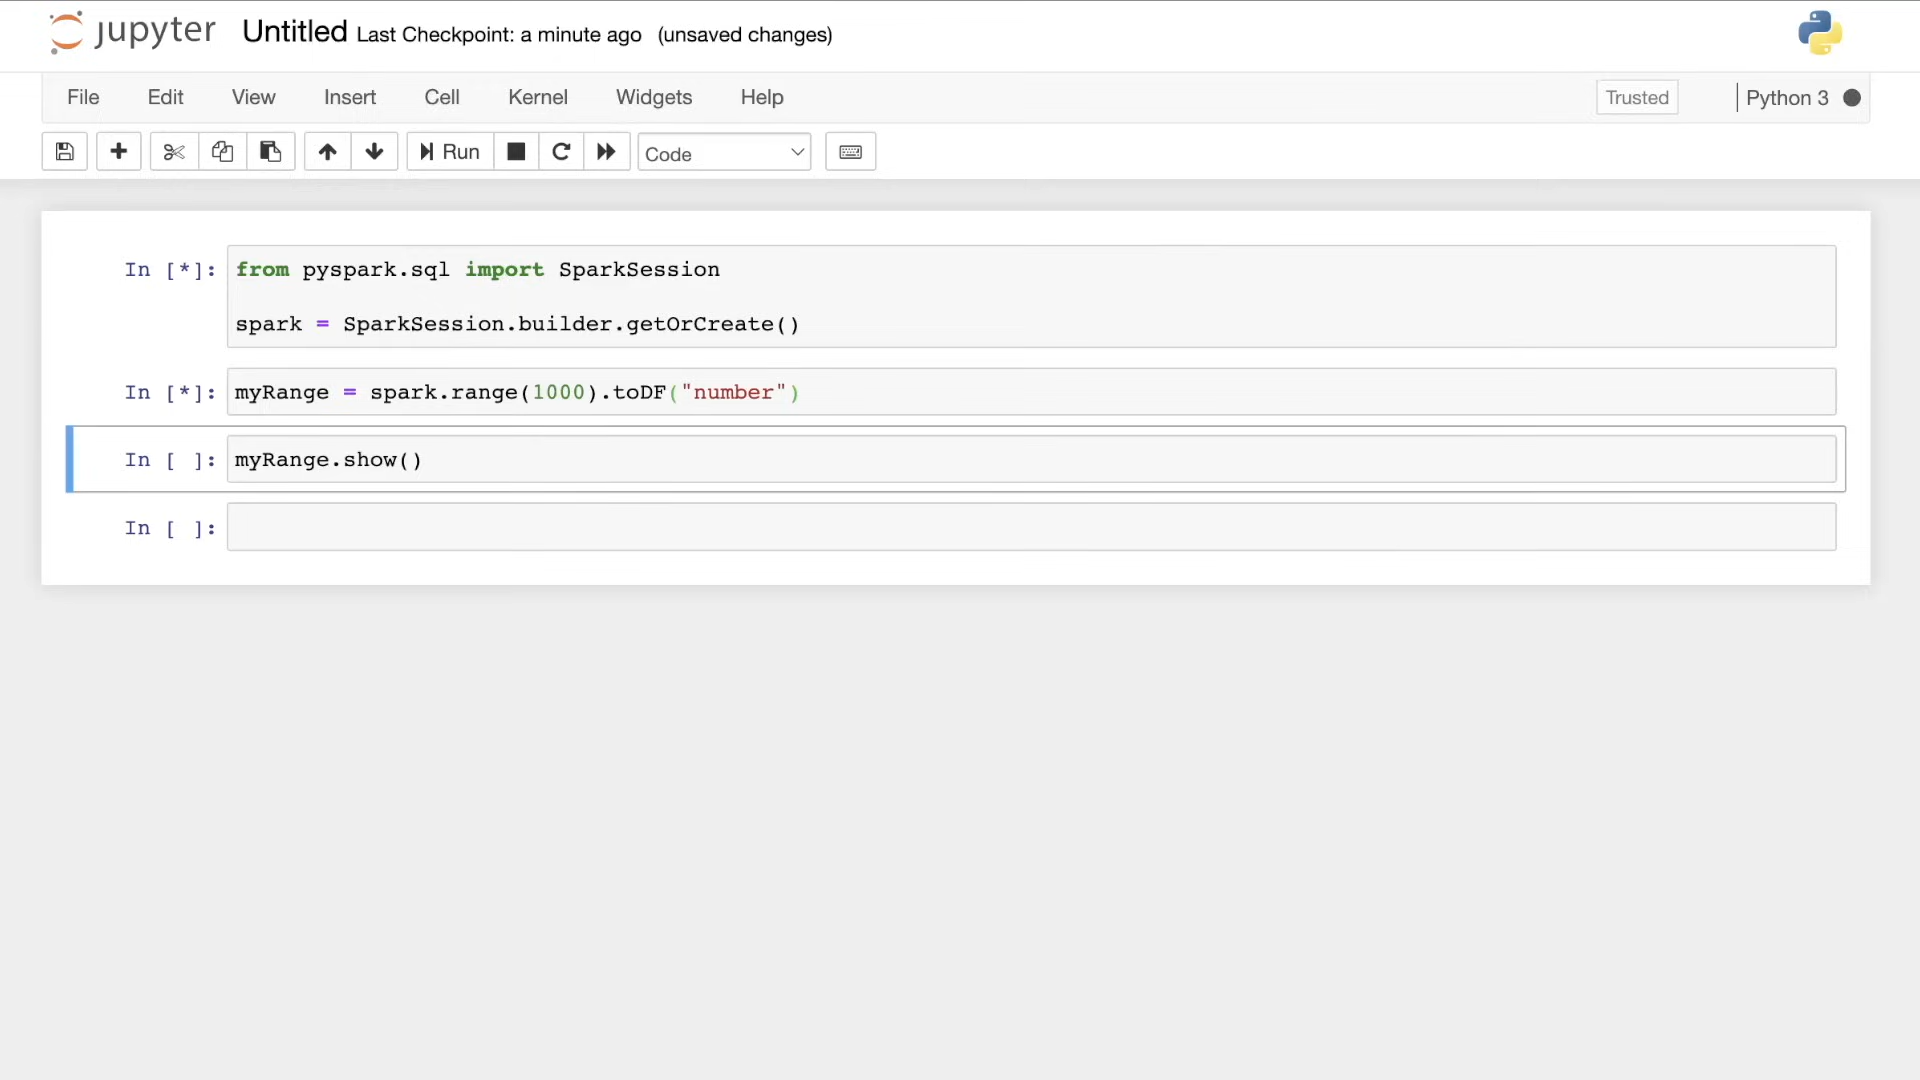 jupyter Untitled Last Checkpoint: a minute ago (unsaved changes)
File Edit View Insert Cell Kernel Widgets Help Trusted Python 3
Run Code
In [*]: from pyspark.sql import SparkSession
spark = SparkSession.builder.getOrCreate()
In [*]: myRange = spark.range(1000).toDF("number")
In [ ]: myRange.show()
In [ ]: